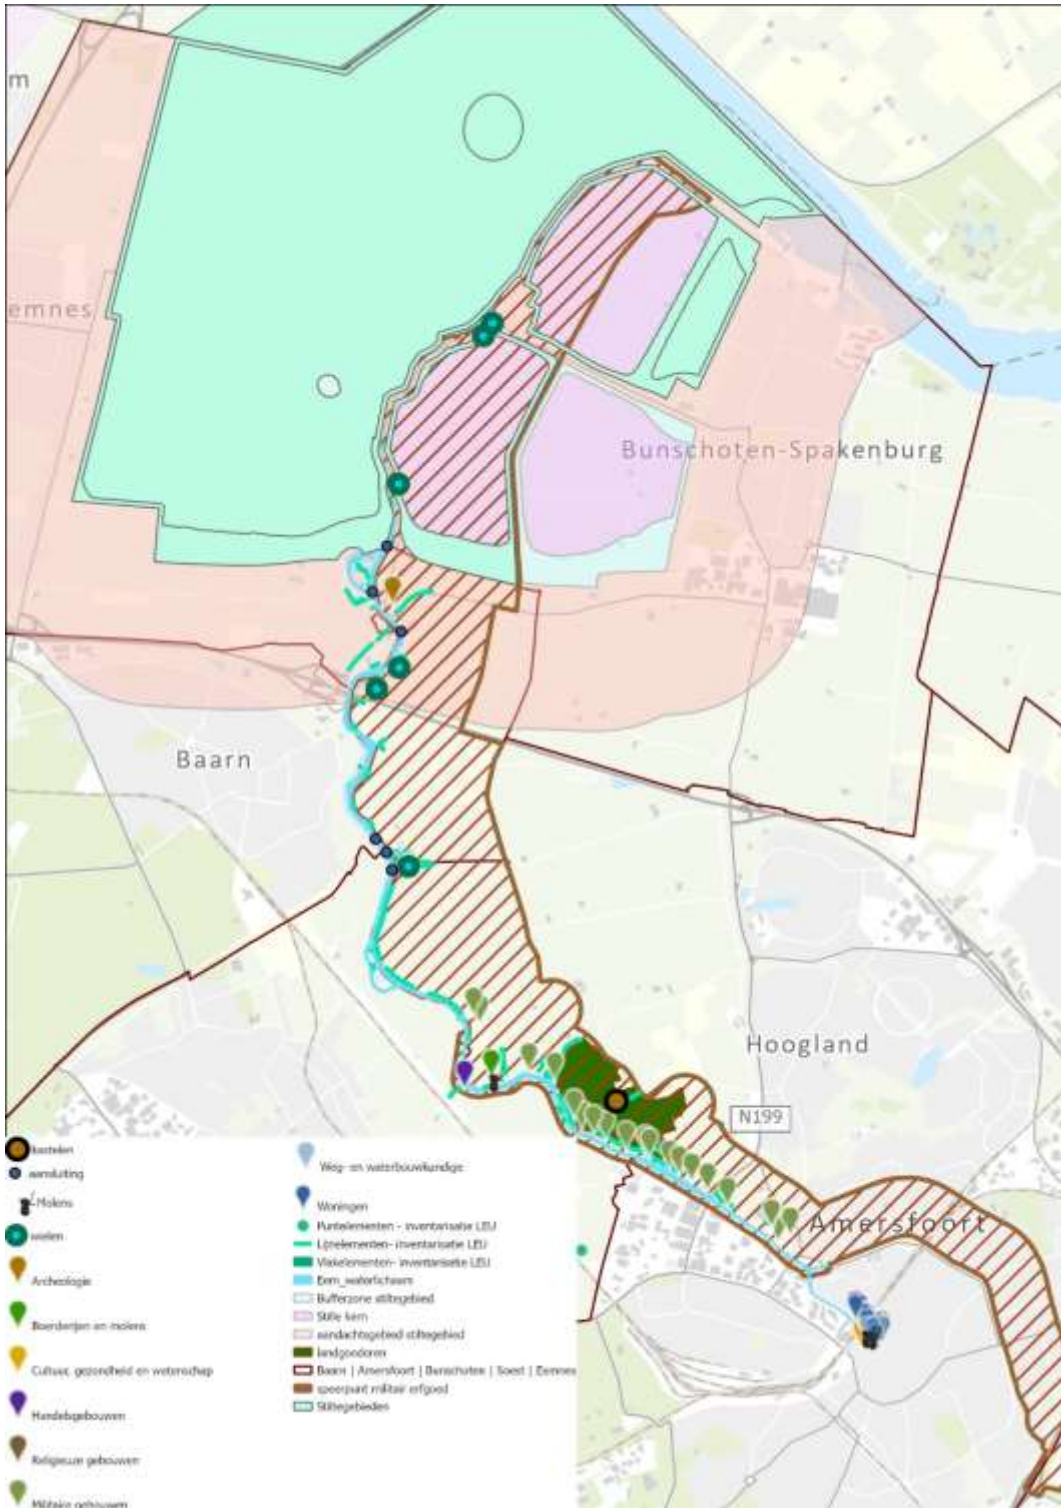 m
emnes
Bunschoten-Spakenburg
Baarn
Hoogland
N199
Amersfoort
kastelen
aansluiting
Molens
wielen
Archeologie
Boerderijen en molens
Cultuur, gezondheid en wetenschap
Handelsgebouwen
Religieuze gebouwen
Militaire gebouwen
Weg- en waterbouwkundige
Woningen
Puntelementen - inventarisatie LEU
Lijnelementen- inventarisatie LEU
Vlakelementen- inventarisatie LEU
Eem_waterlichaam
Bufferzone stiltegebied
Stille kern
aandachtsgebied stiltegebied
landgoederen
Baarn | Amersfoort | Bunschoten | Soest | Eemnes
speerpunt militair erfgoed
Stiltegebieden